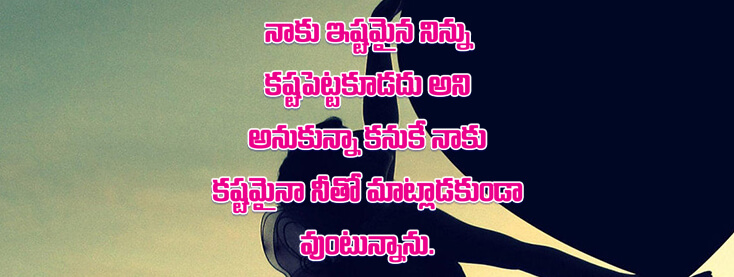 నాకు ఇష్టమైన నిన్ను
కష్టపెట్టకూడదు అని
అనుకున్నా కనుకే నాకు
కష్టమైనా నీతో మాట్లాడకుండా
వుంటున్నాను.